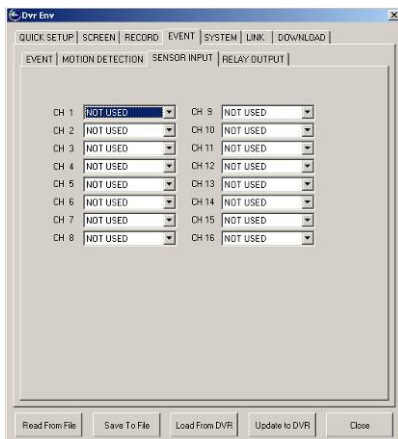 Dvr Env
QUICK SETUP SCREEN RECORD EVENT SYSTEM LINK DOWNLOAD
EVENT MOTION DETECTION SENSOR INPUT RELAY OUTPUT
CH 1 NOT USED CH 9 NOT USED
CH 2 NOT USED CH 10 NOT USED
CH 3 NOT USED CH 11 NOT USED
CH 4 NOT USED CH 12 NOT USED
CH 5 NOT USED CH 13 NOT USED
CH 6 NOT USED CH 14 NOT USED
CH 7 NOT USED CH 15 NOT USED
CH 8 NOT USED CH 16 NOT USED
Read From File Save To File Load From DVR Update to DVR Close